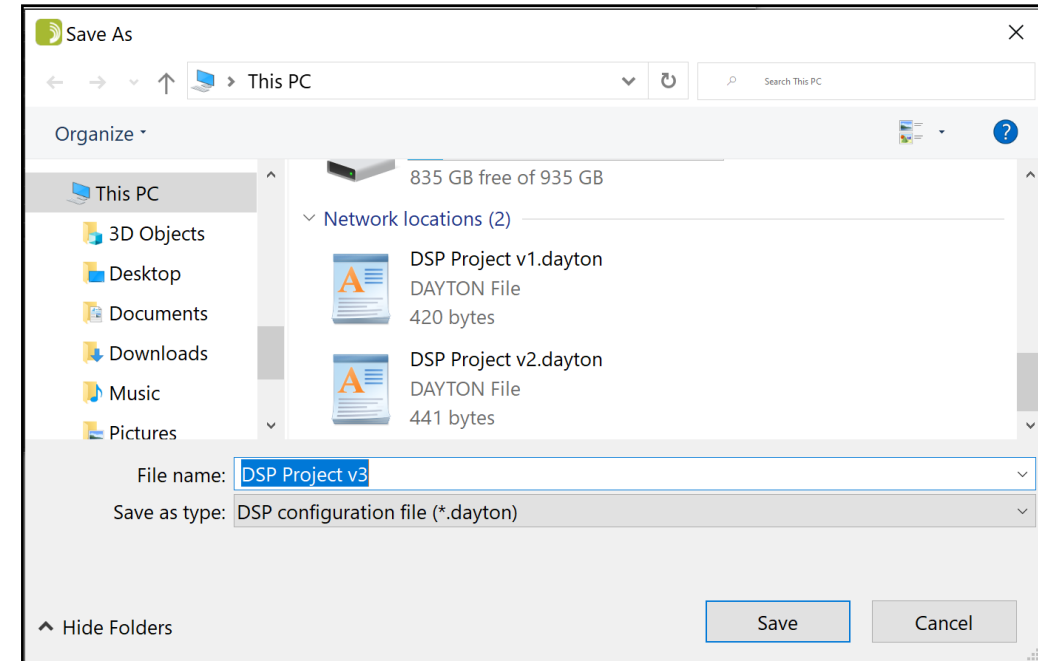 Save As
This PC
Search This PC
Organize
This PC
3D Objects
Desktop
Documents
Downloads
Music
Pictures
835 GB free of 935 GB
Network locations (2)
DSP Project v1.dayton
DAYTON File
420 bytes
DSP Project v2.dayton
DAYTON File
441 bytes
File name: DSP Project v3
Save as type: DSP configuration file (*.dayton)
Hide Folders
Save
Cancel